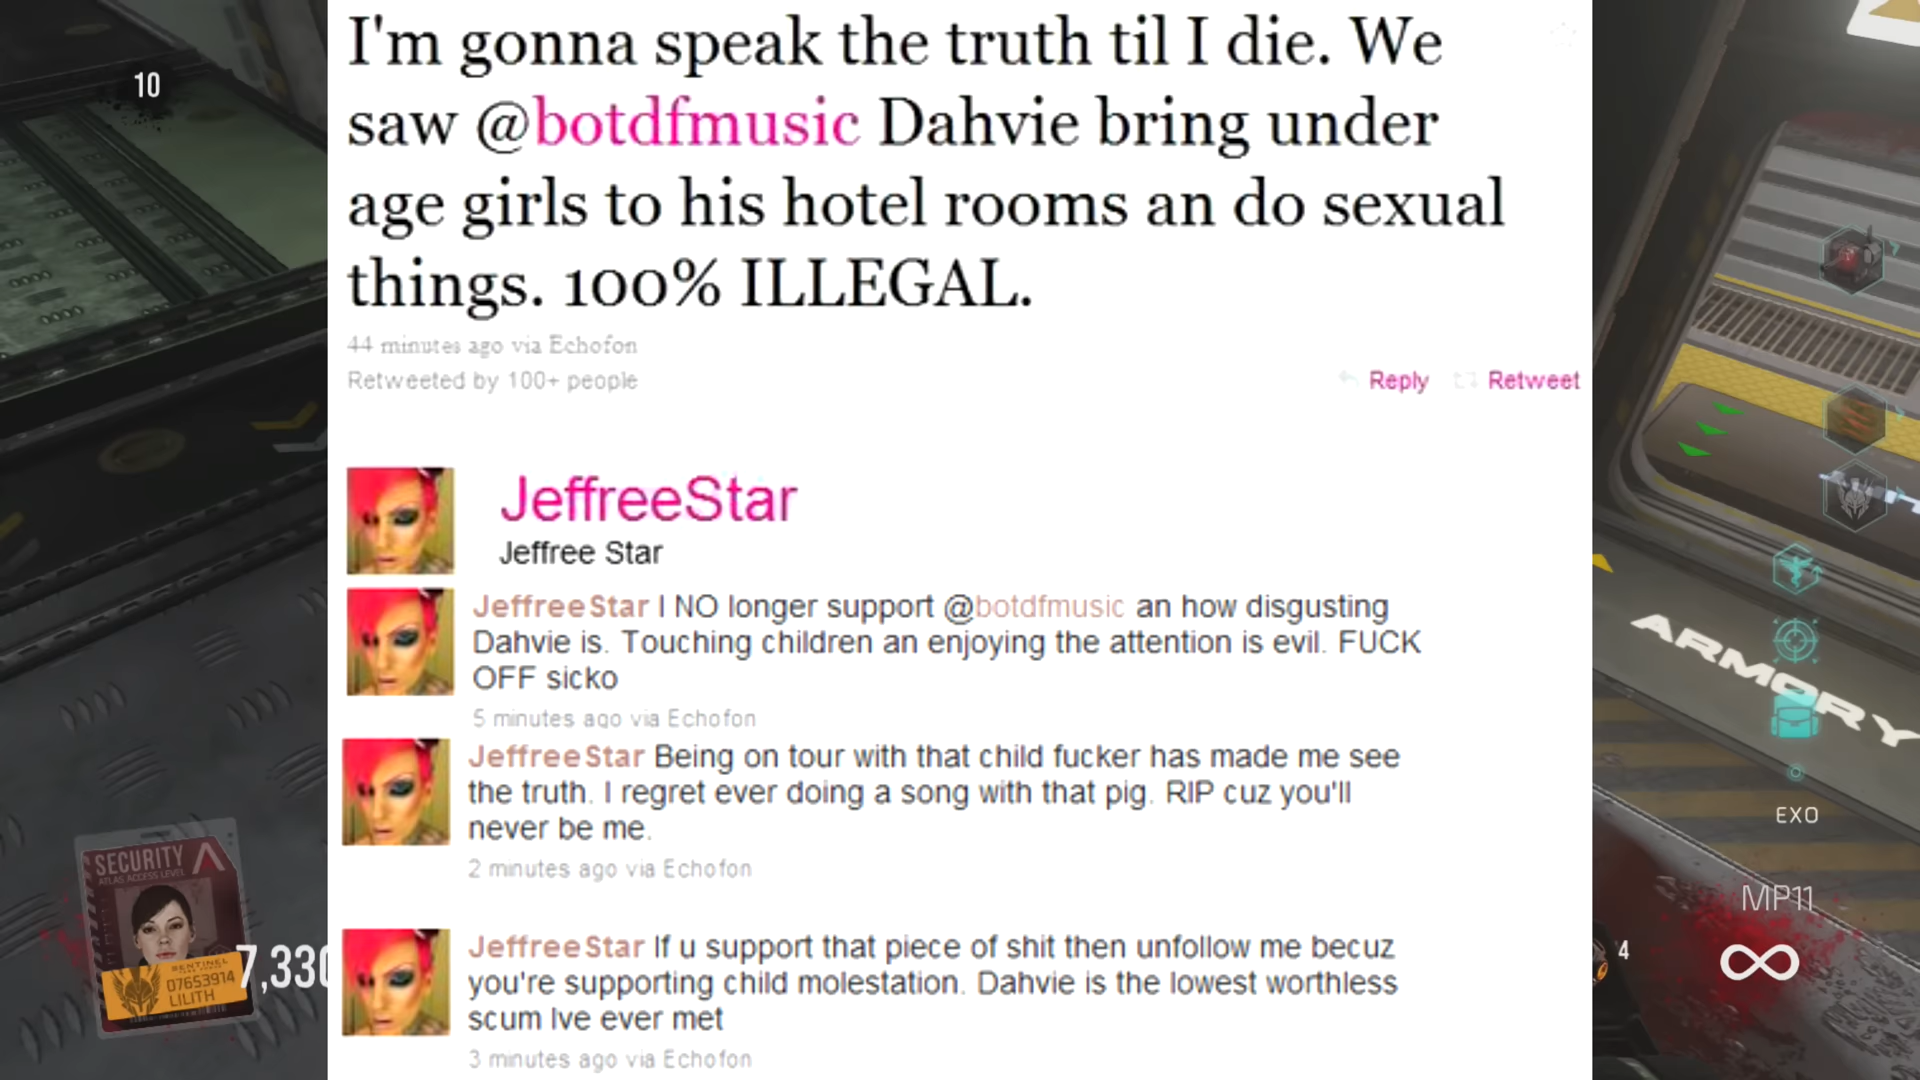 10
I'm gonna speak the truth til I die. We
saw @botdfmusic Dahvie bring under
age girls to his hotel rooms an do sexual
things. 100% ILLEGAL.
44 minutes ago via Echofon
Retweeted by 100+ people
Reply Retweet
JeffreeStar
Jeffree Star
JeffreeStar I NO longer support @botdfmusic an how disgusting
Dahvie is. Touching children an enjoying the attention is evil. FUCK
OFF sicko
5 minutes ago via Echofon
JeffreeStar Being on tour with that child fucker has made me see
the truth. I regret ever doing a song with that pig. RIP cuz you'll
never be me.
2 minutes ago via Echofon
JeffreeStar If u support that piece of shit then unfollow me becuz
you're supporting child molestation. Dahvie is the lowest worthless
scum Ive ever met
3 minutes ago via Echofon
SECURITY
ATLAS ACCESS LEVEL
SENTINEL
07653914
LILITH
7,330
ARMORY
EXO
MP11
4
∞